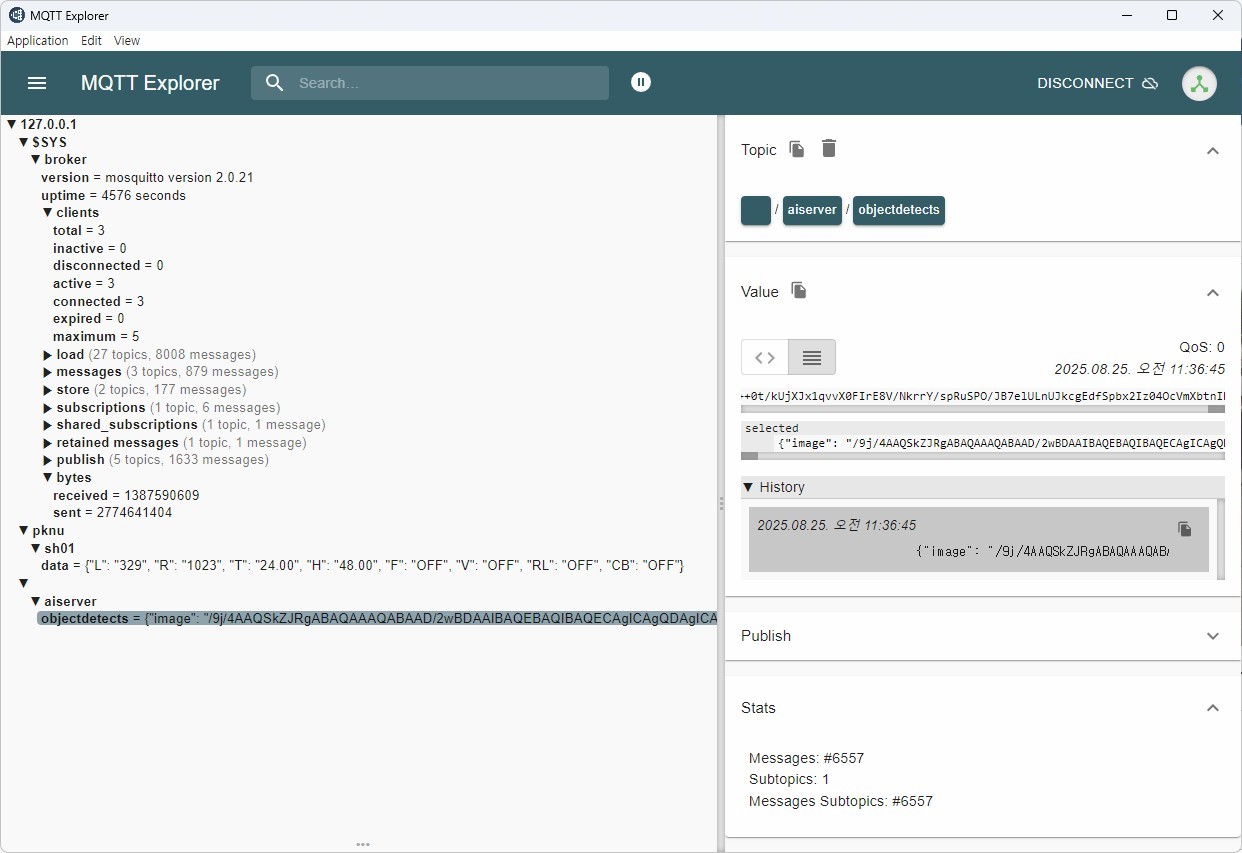 MQTT Explorer
Application Edit View
MQTT Explorer Search... DISCONNECT
▼ 127.0.0.1
▼ $SYS
▼ broker
version = mosquitto version 2.0.21
uptime = 4576 seconds
▼ clients
total = 3
inactive = 0
disconnected = 0
active = 3
connected = 3
expired = 0
maximum = 5
▶ load (27 topics, 8008 messages)
▶ messages (3 topics, 879 messages)
▶ store (2 topics, 177 messages)
▶ subscriptions (1 topic, 6 messages)
▶ shared_subscriptions (1 topic, 1 message)
▶ retained messages (1 topic, 1 message)
▶ publish (5 topics, 1633 messages)
▼ bytes
received = 1387590609
sent = 2774641404
▼ pknu
▼ sh01
data = {"L": "329", "R": "1023", "T": "24.00", "H": "48.00", "F": "OFF", "V": "OFF", "RL": "OFF", "CB": "OFF"}
▼
▼ aiserver
objectdetects = {"image": "/9j/4AAQSkZJRgABAQAAAQABAAD/2wBDAAIBAQEBAQIBAQECAgICAgQDAgICA
Topic
/ aiserver / objectdetects
Value
QoS: 0
2025.08.25. 오전 11:36:45
+0t/kUjXJx1qvvX0FIrE8V/NkrrY/spRuSPO/JB7elULnUJkcgEdfSpbx2Iz04OcVmXbtnI
selected
{"image": "/9j/4AAQSkZJRgABAQAAAQABAAD/2wBDAAIBAQEBAQIBAQECAgICAgQ
▼ History
2025.08.25. 오전 11:36:45
{"image": "/9j/4AAQSkZJRgABAQAAAQAB
Publish
Stats
Messages: #6557
Subtopics: 1
Messages Subtopics: #6557